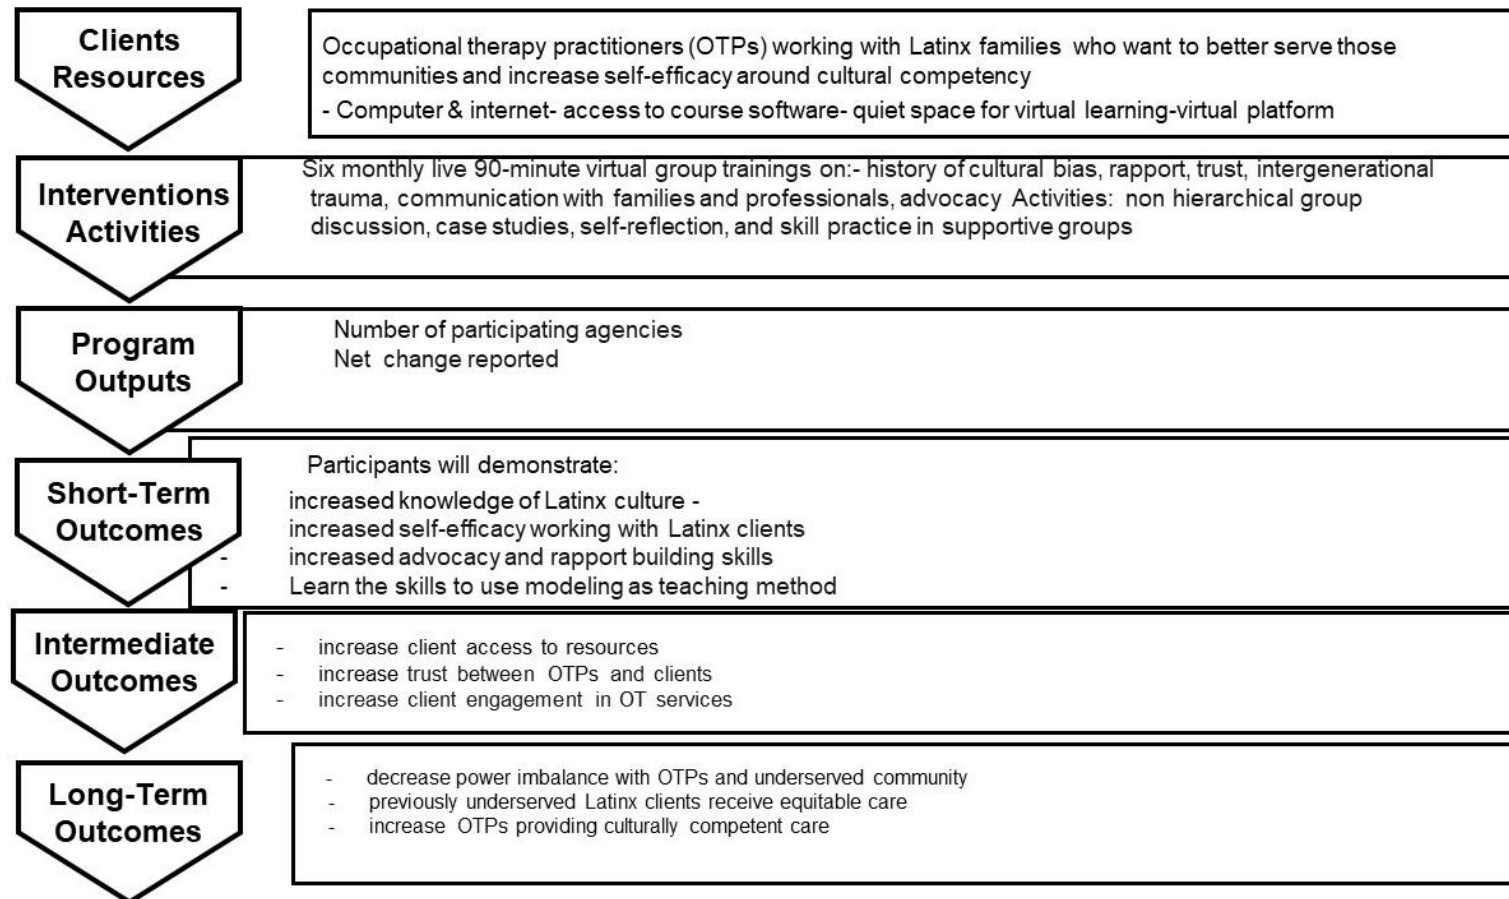 Clients
Resources
Occupational therapy practitioners (OTPs) working with Latinx families who want to better serve those
communities and increase self-efficacy around cultural competency
- Computer & internet- access to course software- quiet space for virtual learning-virtual platform
Interventions
Activities
Six monthly live 90-minute virtual group trainings on:- history of cultural bias, rapport, trust, intergenerational
trauma, communication with families and professionals, advocacy Activities: non hierarchical group
discussion, case studies, self-reflection, and skill practice in supportive groups
Program
Outputs
Number of participating agencies
Net change reported
Short-Term
Outcomes
Participants will demonstrate:
increased knowledge of Latinx culture -
increased self-efficacy working with Latinx clients
- increased advocacy and rapport building skills
- Learn the skills to use modeling as teaching method
Intermediate
Outcomes
- increase client access to resources
- increase trust between OTPs and clients
- increase client engagement in OT services
Long-Term
Outcomes
- decrease power imbalance with OTPs and underserved community
- previously underserved Latinx clients receive equitable care
- increase OTPs providing culturally competent care